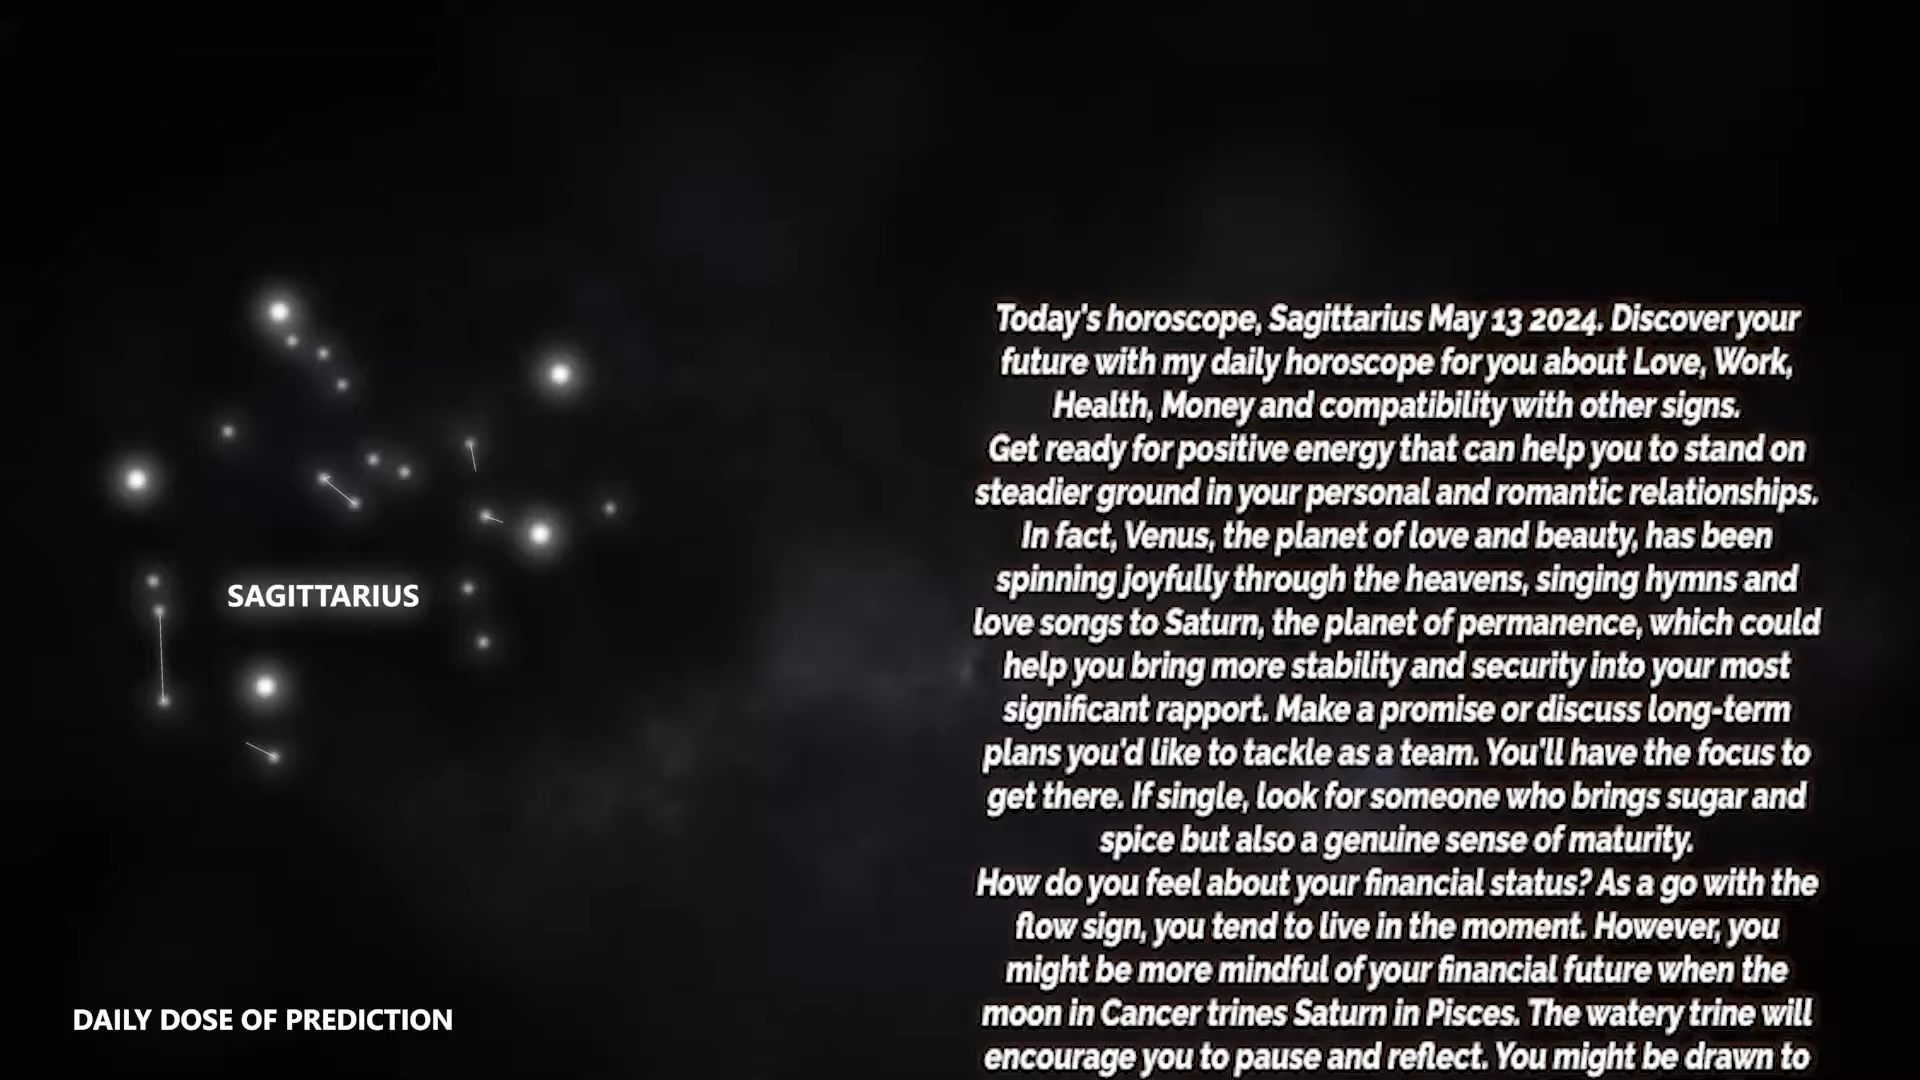 SAGITTARIUS
DAILY DOSE OF PREDICTION
Today's horoscope, Sagittarius May 13 2024. Discover your
future with my daily horoscope for you about Love, Work,
Health, Money and compatibility with other signs.
Get ready for positive energy that can help you to stand on
steadier ground in your personal and romantic relationships.
In fact, Venus, the planet of love and beauty, has been
spinning joyfully through the heavens, singing hymns and
love songs to Saturn, the planet of permanence, which could
help you bring more stability and security into your most
significant rapport. Make a promise or discuss long-term
plans you'd like to tackle as a team. You'll have the focus to
get there. If single, look for someone who brings sugar and
spice but also a genuine sense of maturity.
How do you feel about your financial status? As a go with the
flow sign, you tend to live in the moment. However, you
might be more mindful of your financial future when the
moon in Cancer trines Saturn in Pisces. The watery trine will
encourage you to pause and reflect. You might be drawn to